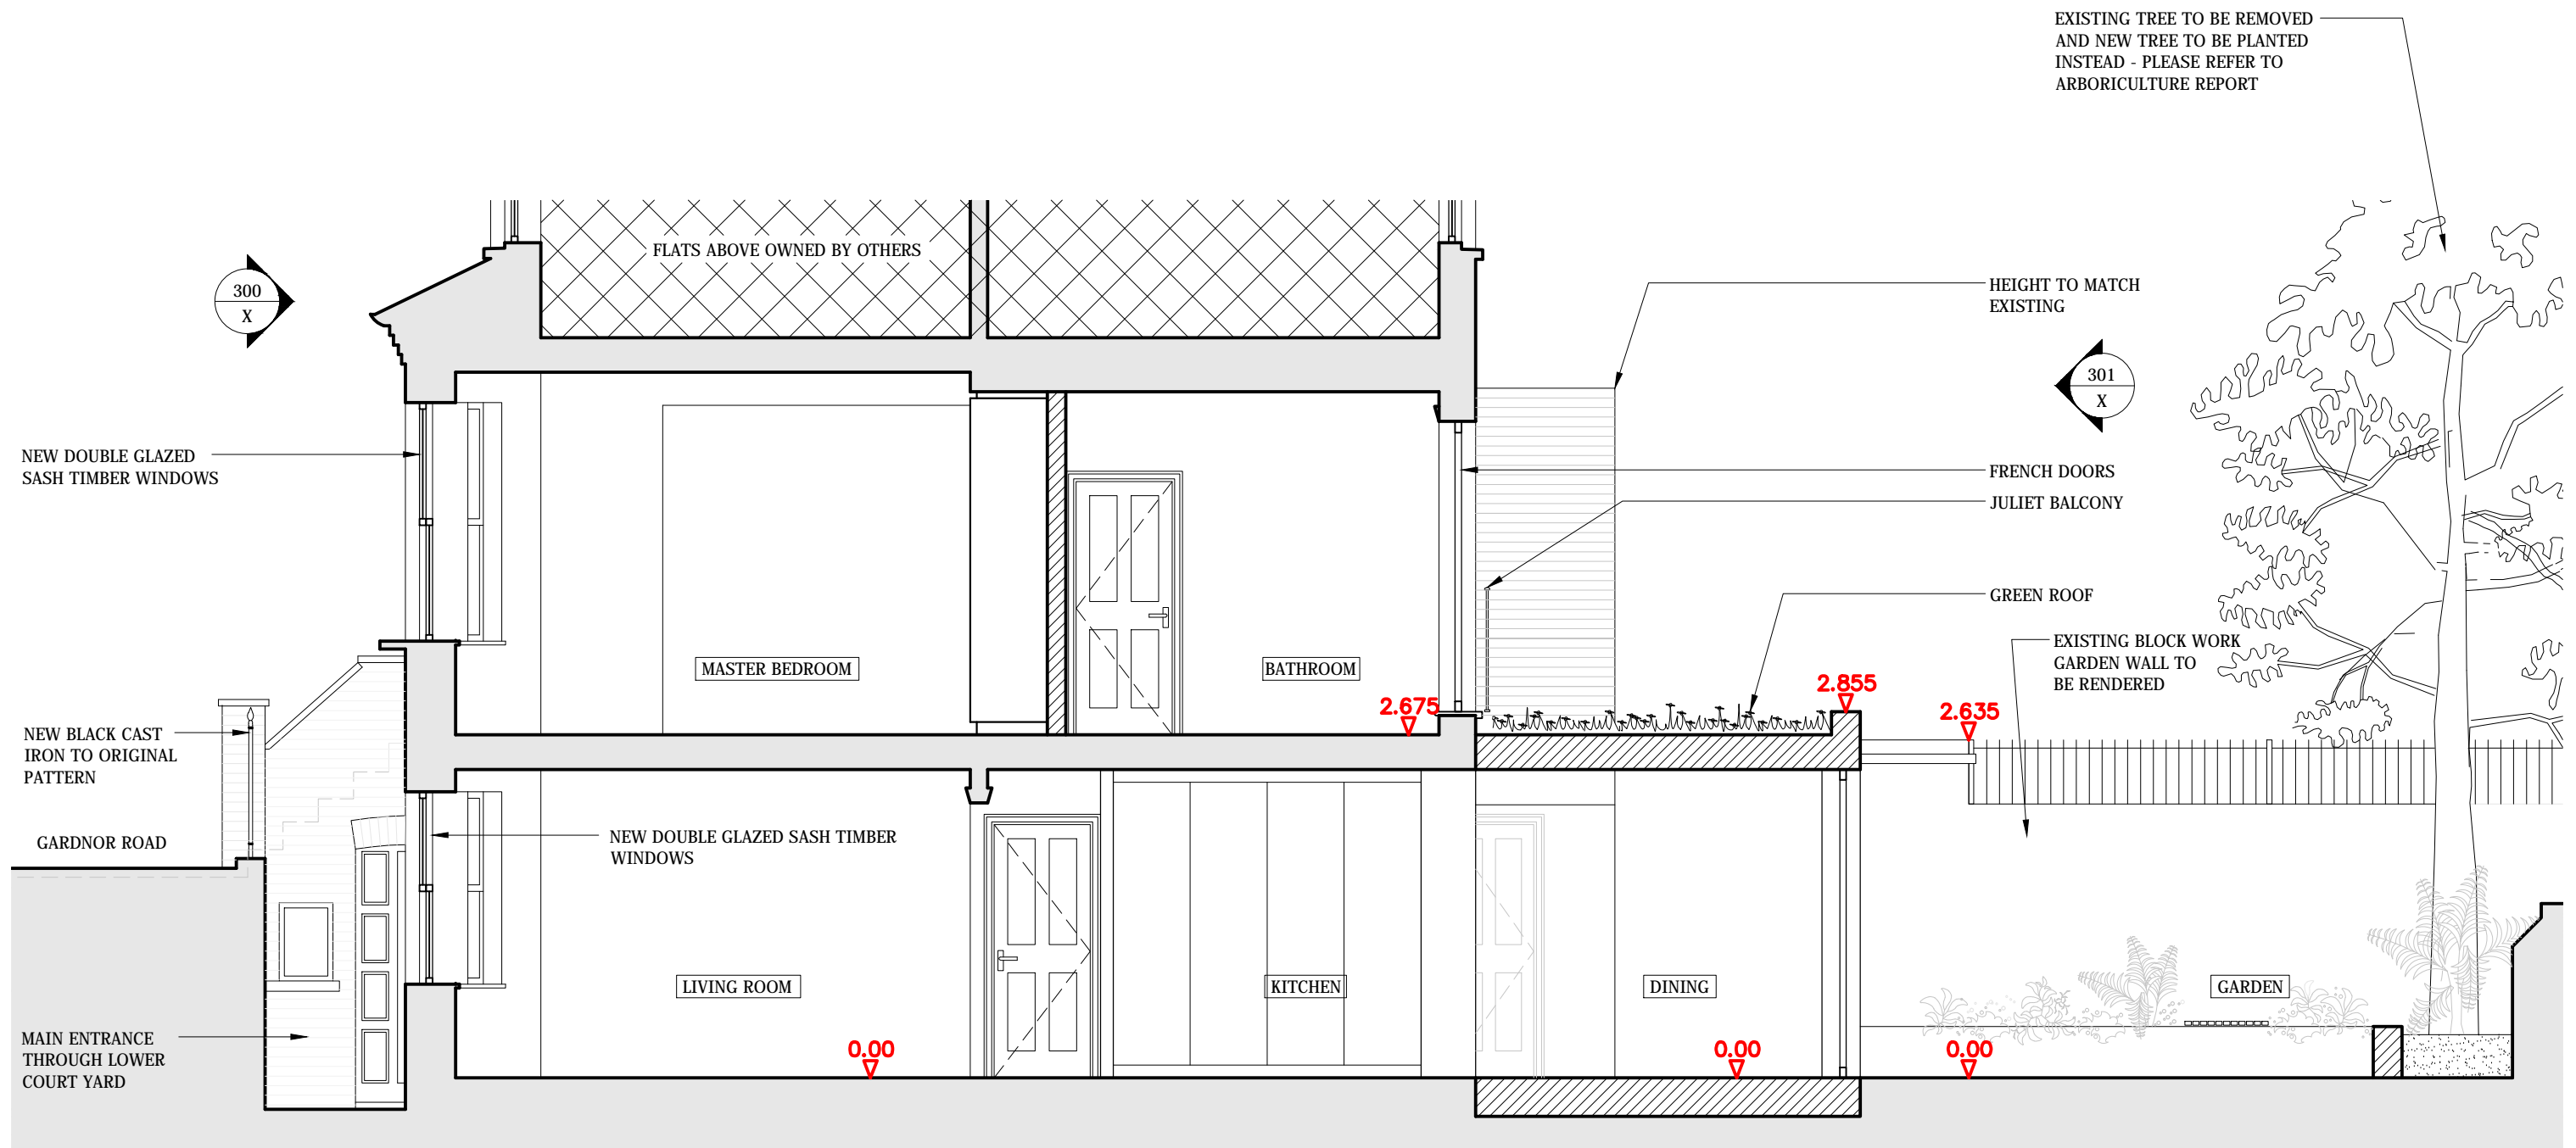 EXISTING TREE TO BE REMOVED
AND NEW TREE TO BE PLANTED
INSTEAD - PLEASE REFER TO
ARBORICULTURE REPORT
FLATS ABOVE OWNED BY OTHERS
300
X
HEIGHT TO MATCH
EXISTING
301
X
NEW DOUBLE GLAZED
SASH TIMBER WINDOWS
FRENCH DOORS
JULIET BALCONY
GREEN ROOF
EXISTING BLOCK WORK
GARDEN WALL TO
BE RENDERED
MASTER BEDROOM
BATHROOM
2.675
2.855
2.635
NEW BLACK CAST
IRON TO ORIGINAL
PATTERN
GARDNOR ROAD
NEW DOUBLE GLAZED SASH TIMBER
WINDOWS
LIVING ROOM
KITCHEN
DINING
GARDEN
MAIN ENTRANCE
THROUGH LOWER
COURT YARD
0.00
0.00
0.00